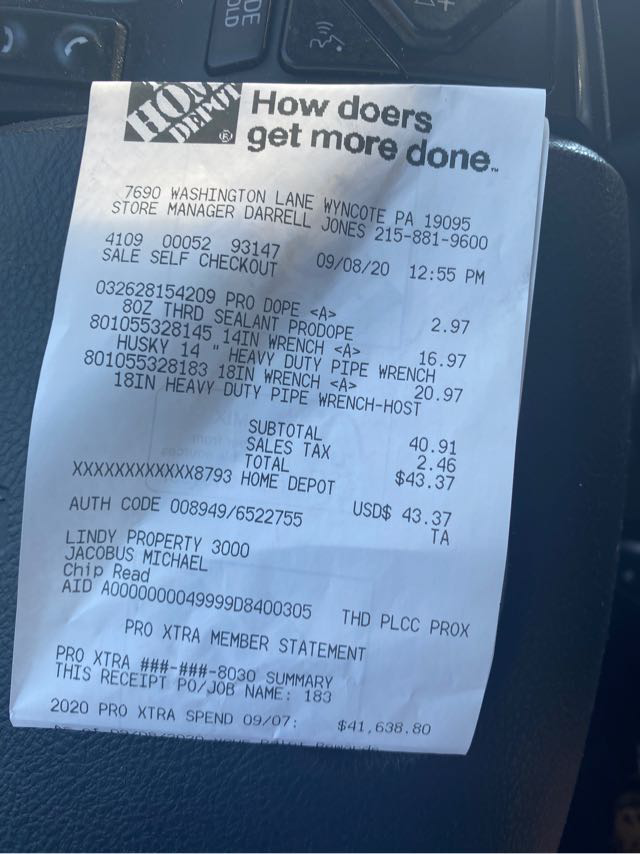 DE
OLD
THE HOME
DEPOT
®
How doers
get more done™
7690 WASHINGTON LANE WYNCOTE PA 19095
STORE MANAGER DARRELL JONES 215-881-9600
4109 00052 93147 09/08/20 12:55 PM
SALE SELF CHECKOUT
032628154209 PRO DOPE <A> 2.97
8OZ THRD SEALANT PRODOPE
801055328145 14IN WRENCH <A> 16.97
HUSKY 14 " HEAVY DUTY PIPE WRENCH
801055328183 18IN WRENCH <A> 20.97
18IN HEAVY DUTY PIPE WRENCH-HOST
SUBTOTAL 40.91
SALES TAX 2.46
TOTAL $43.37
XXXXXXXXXXXX8793 HOME DEPOT
USD$ 43.37
AUTH CODE 008949/6522755 TA
LINDY PROPERTY 3000
JACOBUS MICHAEL
Chip Read
AID A0000000049999D8400305 THD PLCC PROX
PRO XTRA MEMBER STATEMENT
PRO XTRA ###-###-8030 SUMMARY
THIS RECEIPT PO/JOB NAME: 183
2020 PRO XTRA SPEND 09/07: $41,638.80